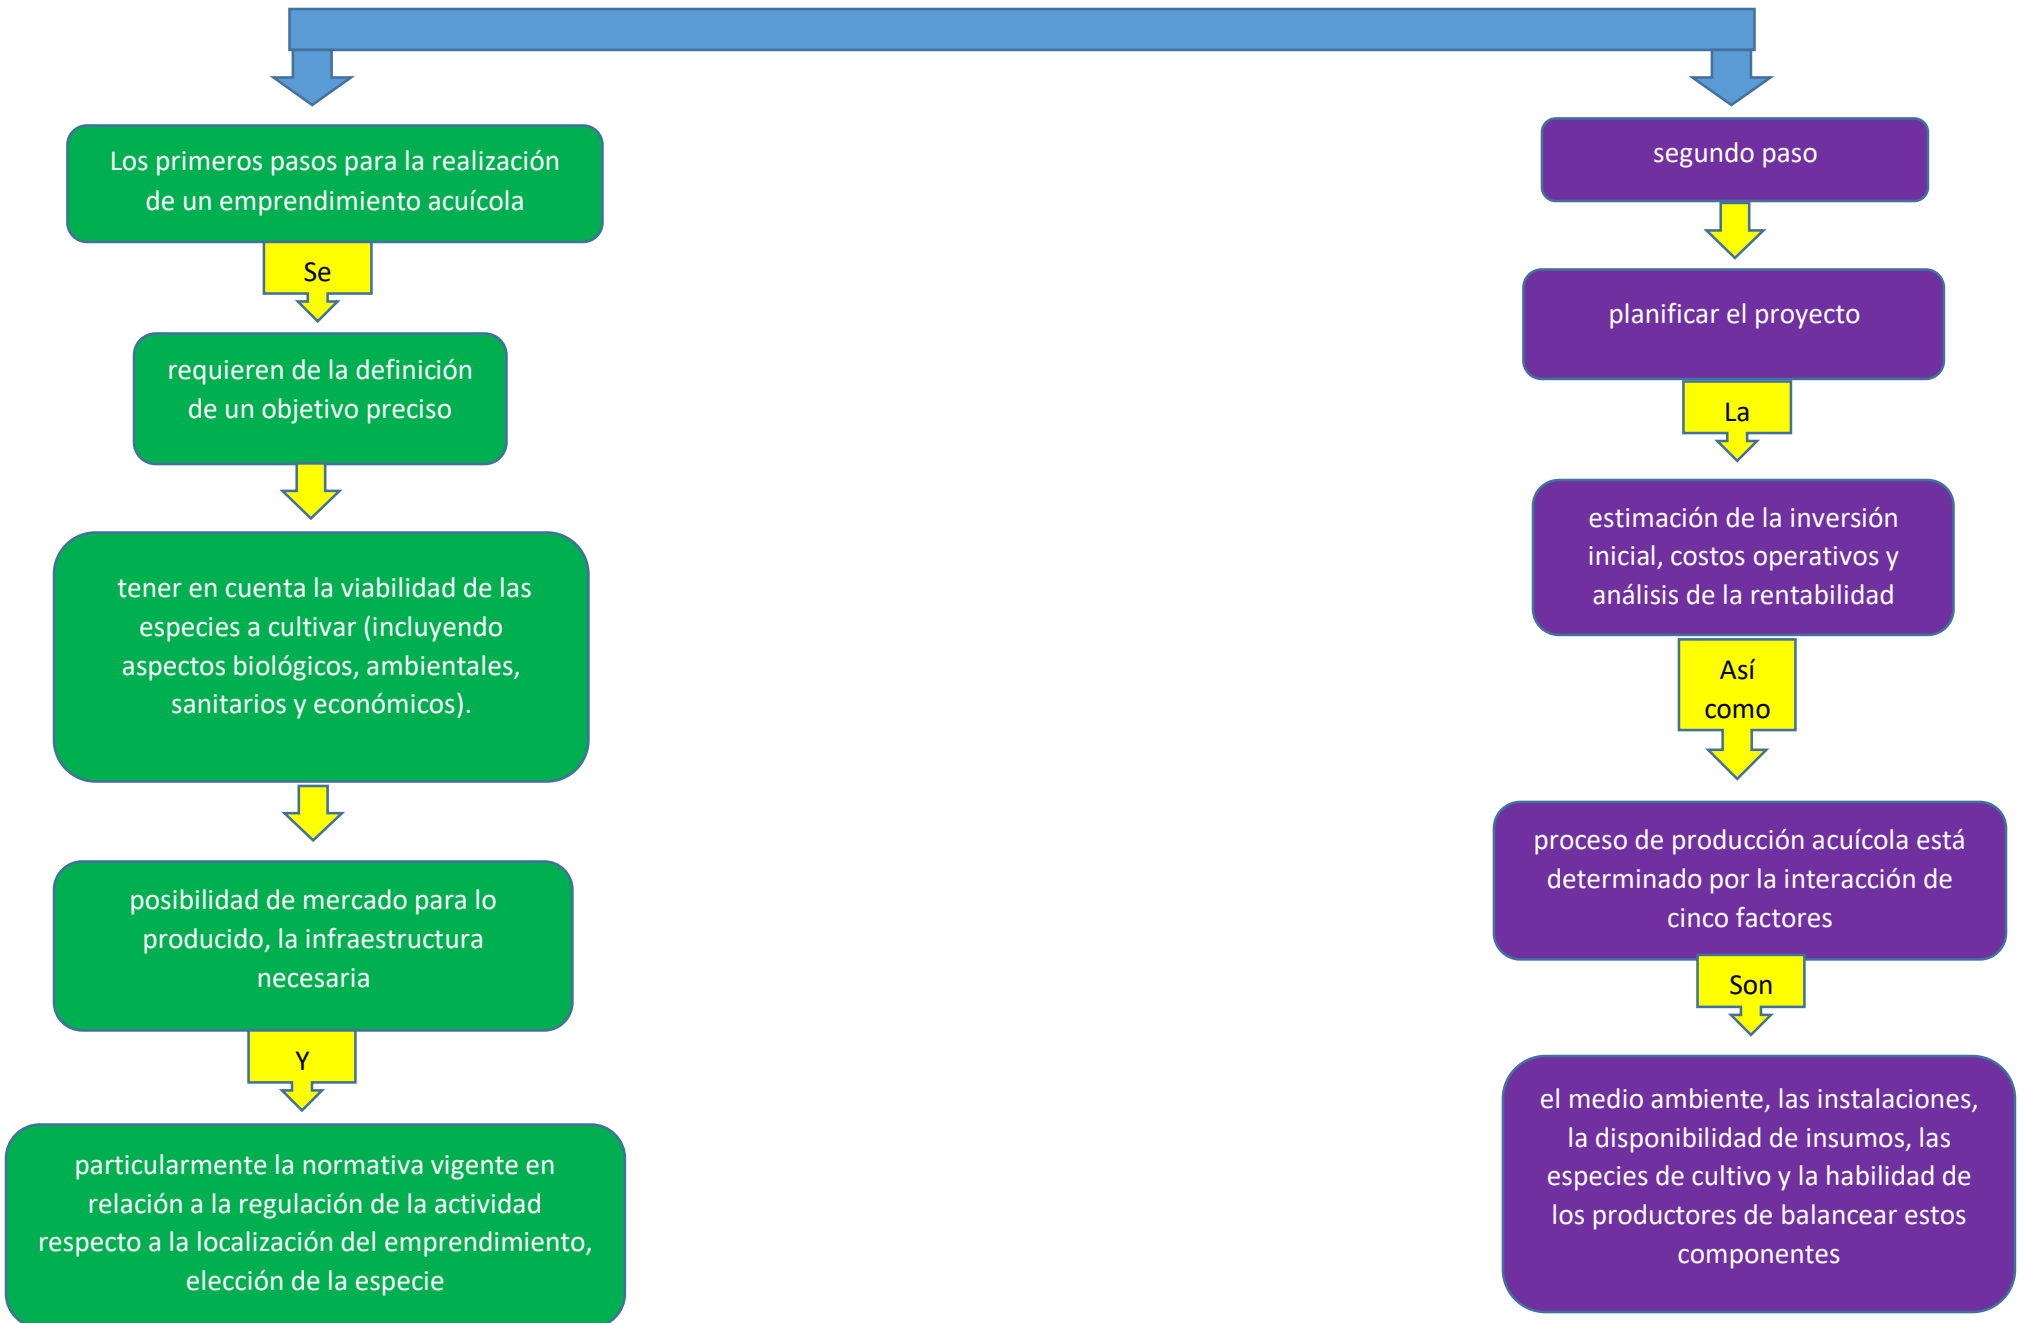 Los primeros pasos para la realización
de un emprendimiento acuícola
Se
requieren de la definición
de un objetivo preciso
tener en cuenta la viabilidad de las
especies a cultivar (incluyendo
aspectos biológicos, ambientales,
sanitarios y económicos).
posibilidad de mercado para lo
producido, la infraestructura
necesaria
Y
particularmente la normativa vigente en
relación a la regulación de la actividad
respecto a la localización del emprendimiento,
elección de la especie
segundo paso
planificar el proyecto
La
estimación de la inversión
inicial, costos operativos y
análisis de la rentabilidad
Así
como
proceso de producción acuícola está
determinado por la interacción de
cinco factores
Son
el medio ambiente, las instalaciones,
la disponibilidad de insumos, las
especies de cultivo y la habilidad de
los productores de balancear estos
componentes